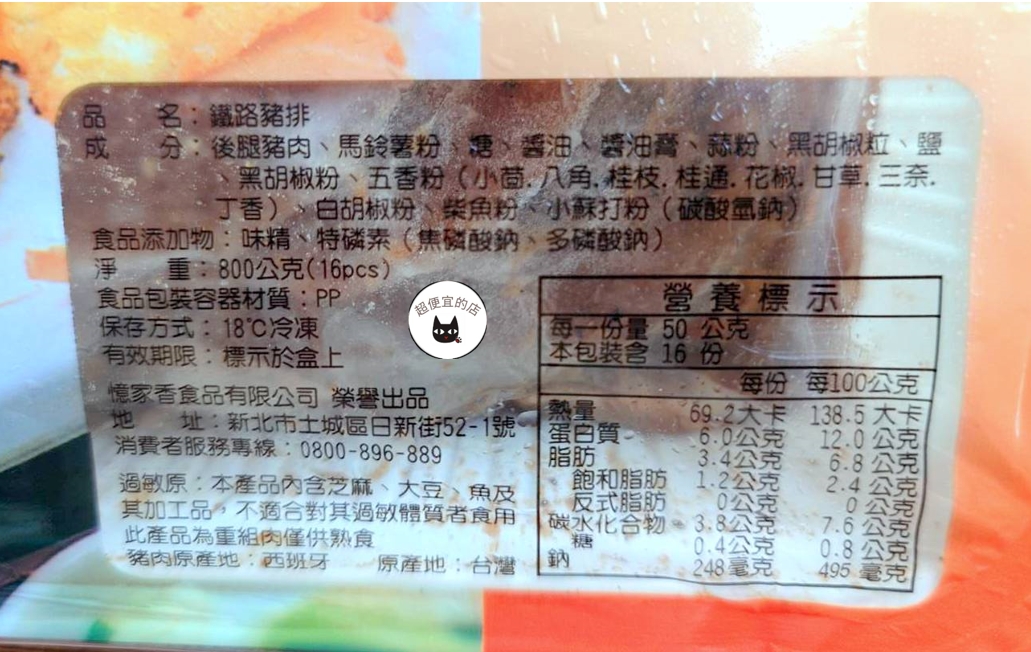 品　　名：鐵路豬排
成　　分：後腿豬肉、馬鈴薯粉、糖、醬油、醬油膏、蒜粉、黑胡椒粒、鹽
、黑胡椒粉、五香粉（小茴.八角.桂枝.桂通.花椒.甘草.三奈.
丁香）、白胡椒粉、柴魚粉、小蘇打粉（碳酸氫鈉）
食品添加物：味精、特磷素（焦磷酸鈉、多磷酸鈉）
淨　　重：800公克(16pcs)
食品包裝容器材質：PP
保存方式：18℃冷凍
有效期限：標示於盒上
超便宜的店
憶家香食品有限公司 榮譽出品
地　　址：新北市土城區日新街52-1號
消費者服務專線：0800-896-889
過敏原：本產品內含芝麻、大豆、魚及
其加工品，不適合對其過敏體質者食用
此產品為重組肉僅供熟食
豬肉原產地：西班牙　原產地：台灣
營養標示
每一份量 50 公克
本包裝含 16 份
每份 每100公克
熱量 69.2大卡 138.5 大卡
蛋白質 6.0公克 12.0 公克
脂肪 3.4公克 6.8 公克
飽和脂肪 1.2公克 2.4 公克
反式脂肪 0公克 0 公克
碳水化合物 3.8公克 7.6 公克
糖 0.4公克 0.8 公克
鈉 248毫克 495 毫克